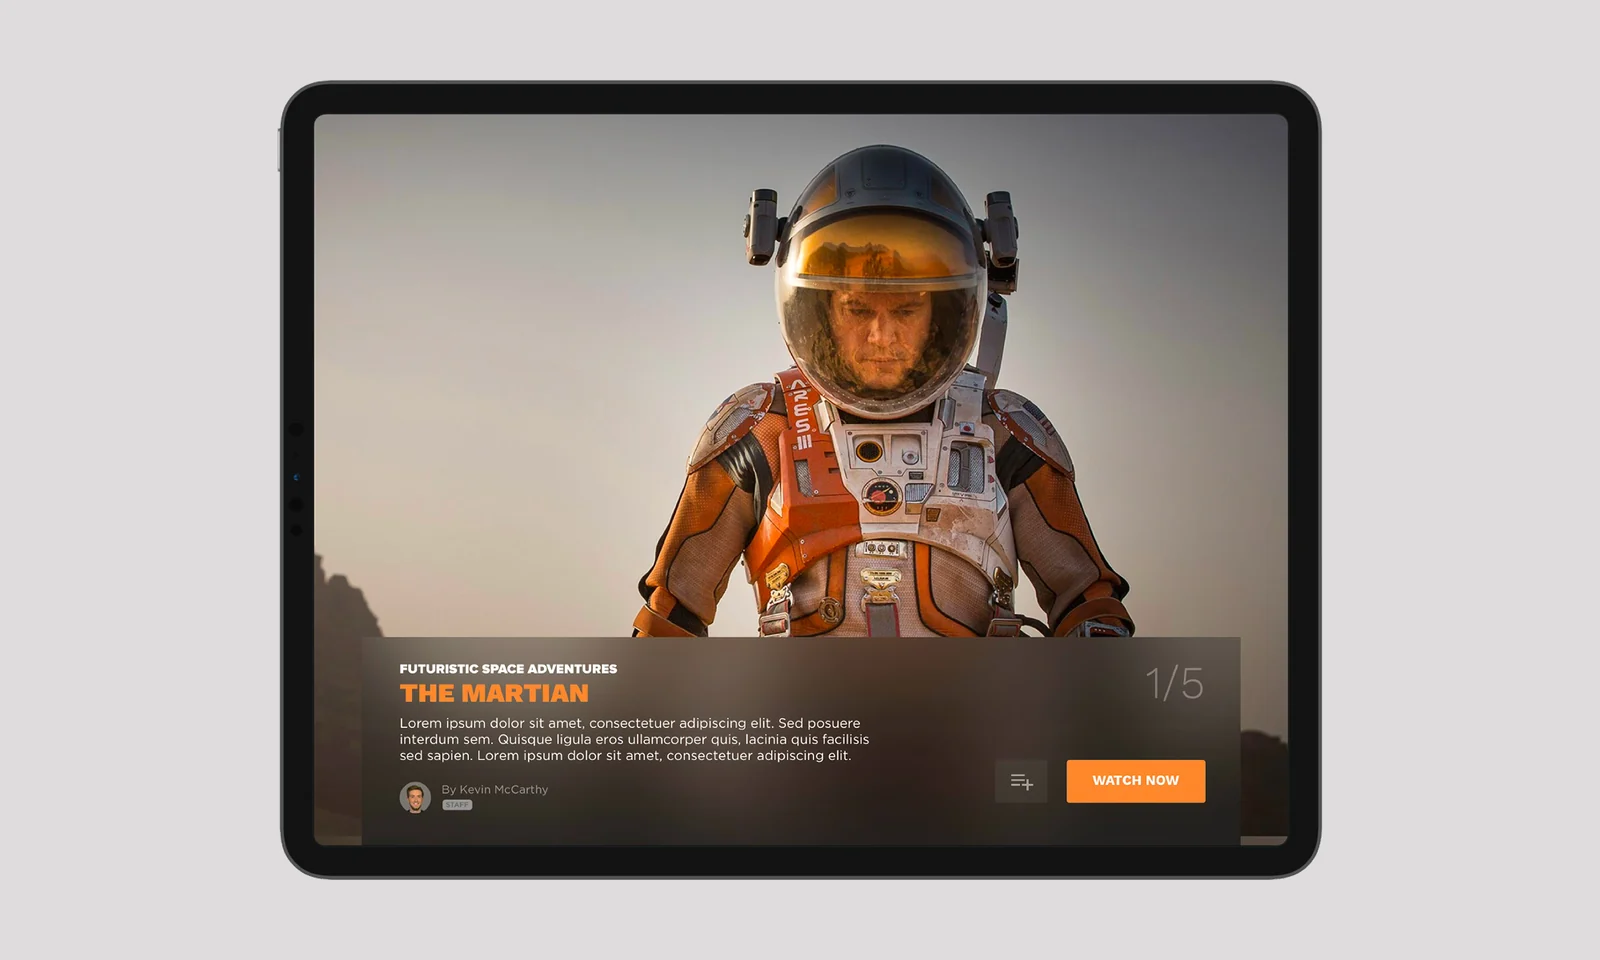 ARES III
FUTURISTIC SPACE ADVENTURES
THE MARTIAN
1/5
Lorem ipsum dolor sit amet, consectetuer adipiscing elit. Sed posuere
interdum sem. Quisque ligula eros ullamcorper quis, lacinia quis facilisis
sed sapien. Lorem ipsum dolor sit amet, consectetuer adipiscing elit.
By Kevin McCarthy
STAFF
WATCH NOW